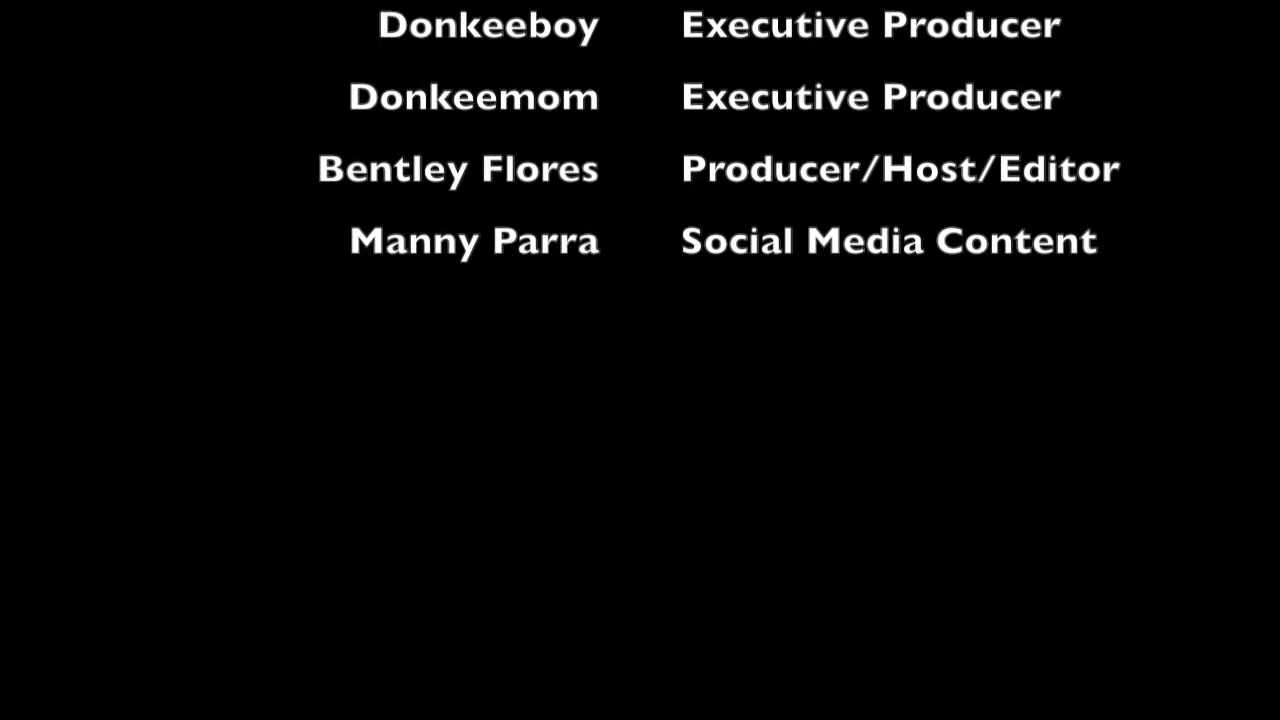 Donkeeboy Executive Producer
Donkeemom Executive Producer
Bentley Flores Producer/Host/Editor
Manny Parra Social Media Content